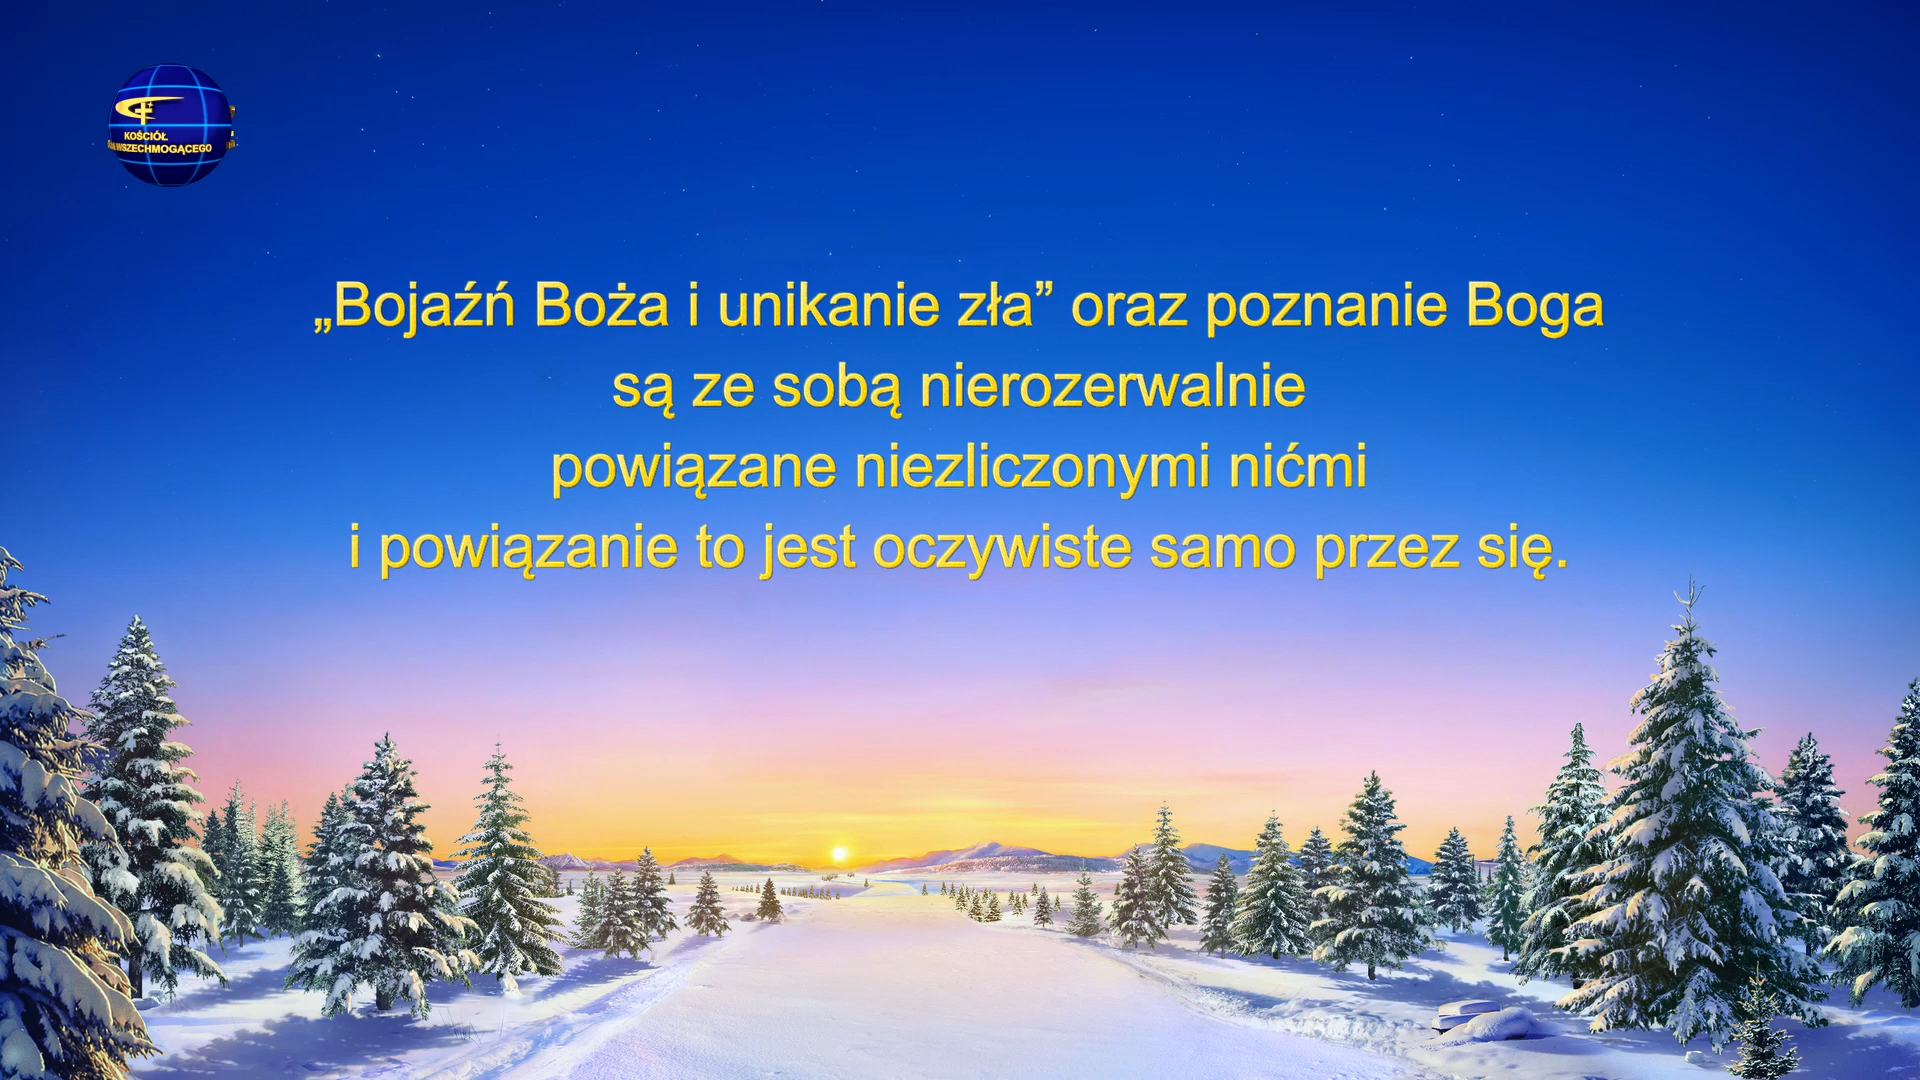 KOŚCIÓŁ
WSZECHMOGĄCEGO
„Bojaźń Boża i unikanie zła” oraz poznanie Boga
są ze sobą nierozerwalnie
powiązane niezliczonymi nićmi
i powiązanie to jest oczywiste samo przez się.